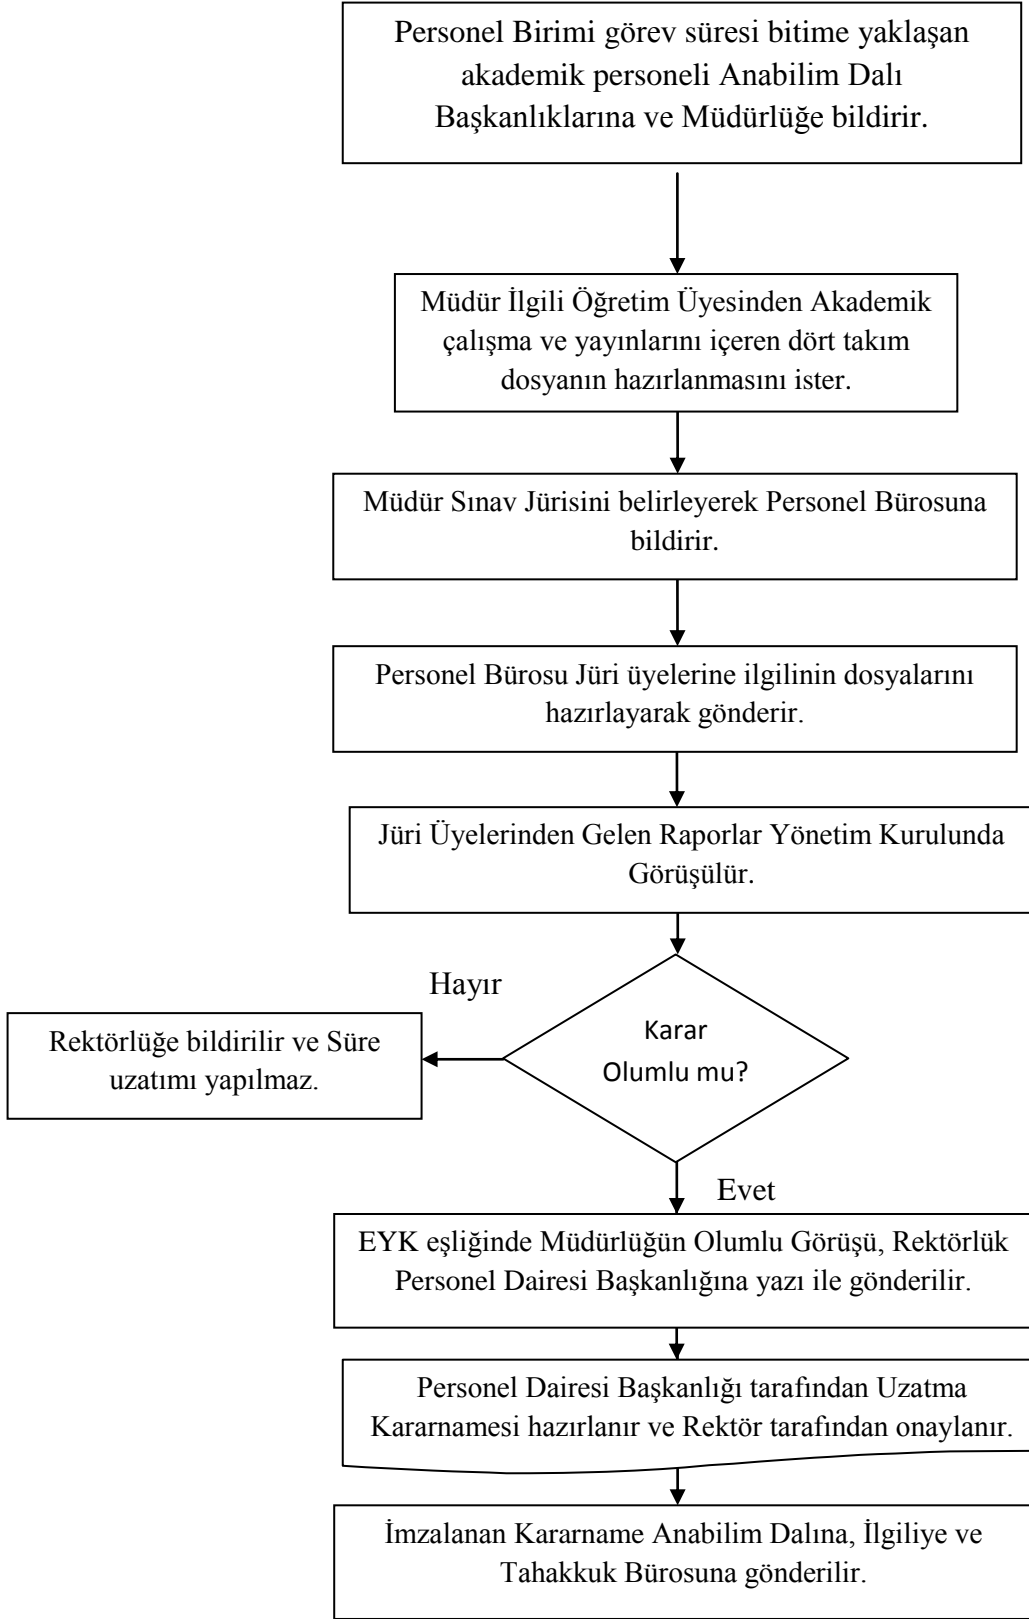 Personel Birimi görev süresi bitime yaklaşan
akademik personeli Anabilim Dalı
Başkanlıklarına ve Müdürlüğe bildirir.
Müdür İlgili Öğretim Üyesinden Akademik
çalışma ve yayınlarını içeren dört takım
dosyanın hazırlanmasını ister.
Müdür Sınav Jürisini belirleyerek Personel Bürosuna
bildirir.
Personel Bürosu Jüri üyelerine ilgilinin dosyalarını
hazırlayarak gönderir.
Jüri Üyelerinden Gelen Raporlar Yönetim Kurulunda
Görüşülür.
Hayır
Karar
Olumlu mu?
Rektörlüğe bildirilir ve Süre
uzatımı yapılmaz.
Evet
EYK eşliğinde Müdürlüğün Olumlu Görüşü, Rektörlük
Personel Dairesi Başkanlığına yazı ile gönderilir.
Personel Dairesi Başkanlığı tarafından Uzatma
Kararnamesi hazırlanır ve Rektör tarafından onaylanır.
İmzalanan Kararname Anabilim Dalına, İlgiliye ve
Tahakkuk Bürosuna gönderilir.